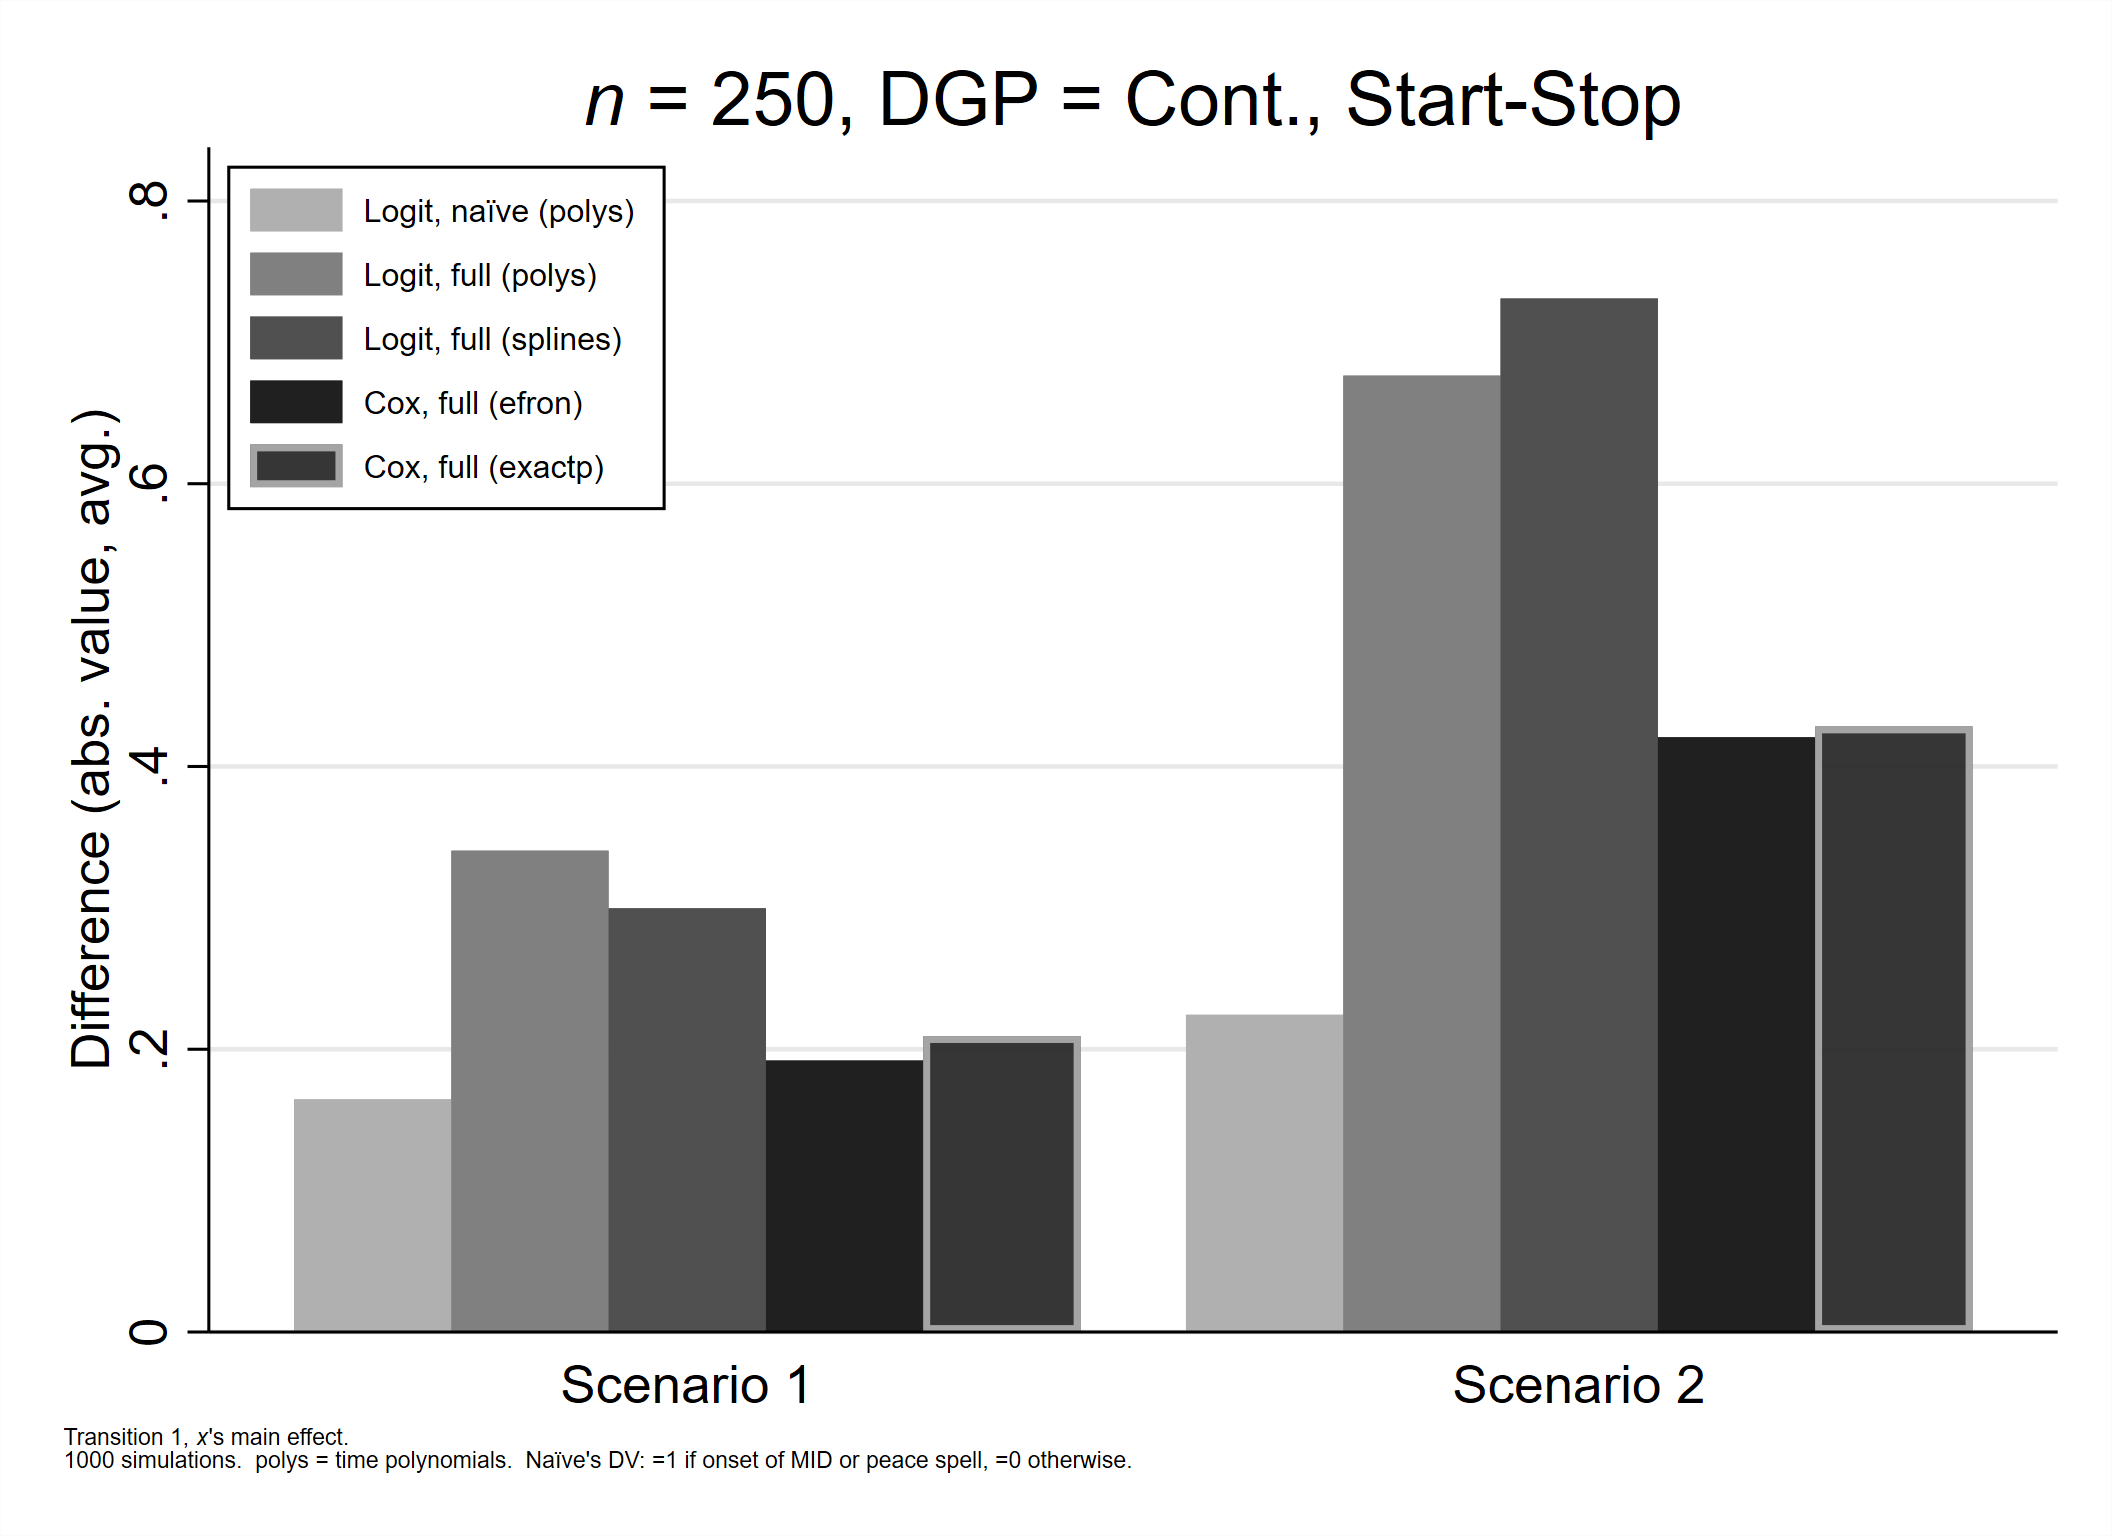 n = 250, DGP = Cont., Start-Stop
Logit, naïve (polys)
Logit, full (polys)
Logit, full (splines)
Cox, full (efron)
Cox, full (exactp)
Difference (abs. value, avg.)
.8
.6
.4
.2
0
Scenario 1
Scenario 2
Transition 1, x's main effect.
1000 simulations.  polys = time polynomials.  Naïve's DV: =1 if onset of MID or peace spell, =0 otherwise.